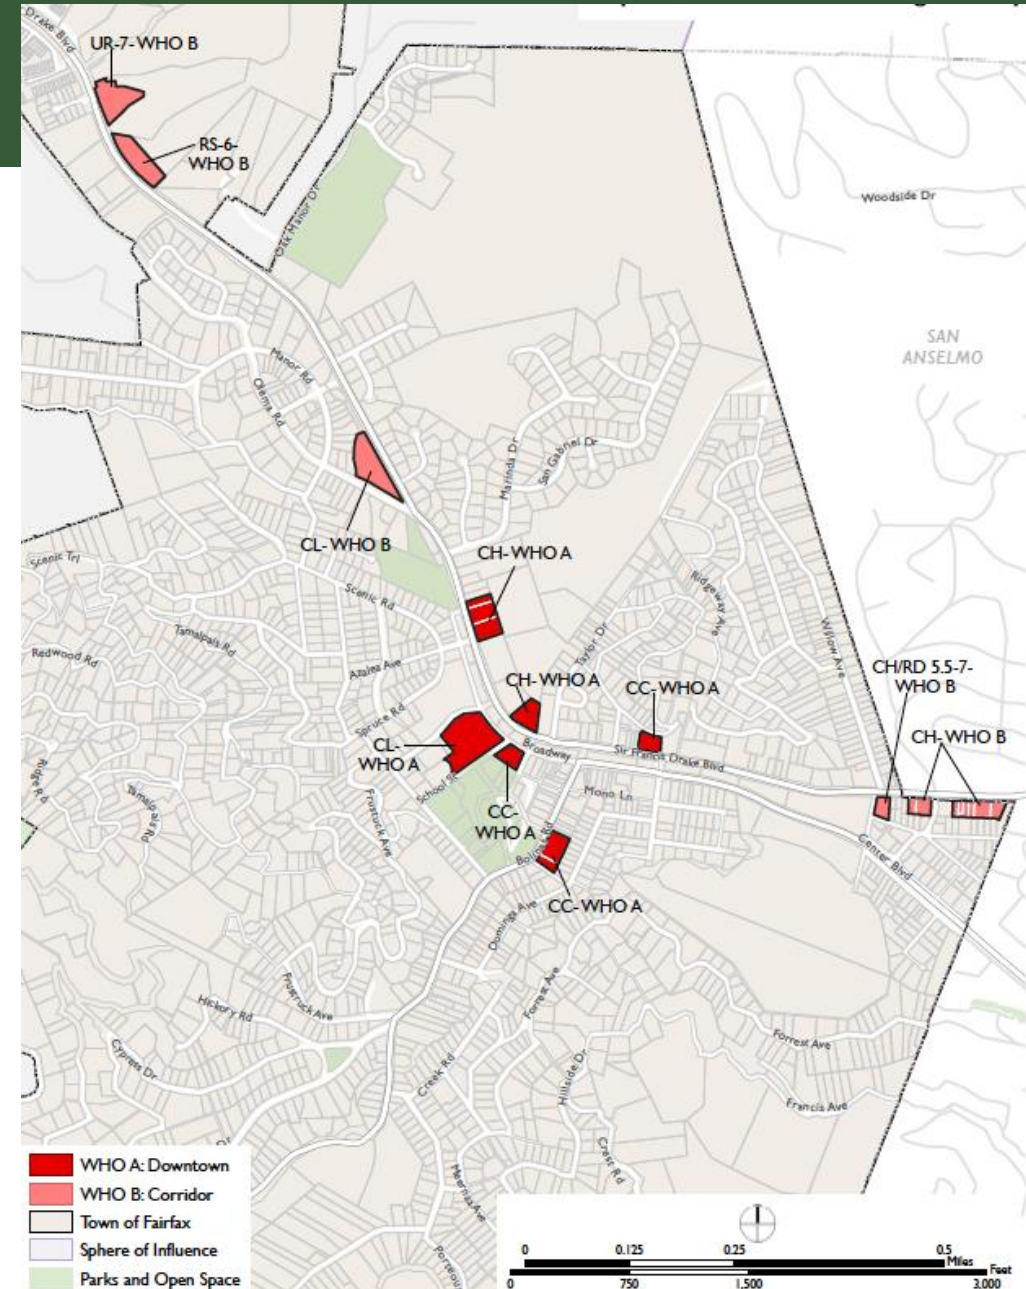 Drake Blvd
UR-7-WHO B
RS-6-
WHO B
Oak Manor Dr
Woodside Dr
SAN
ANSELMO
Manor Rd
Olema Rd
Marinda Dr
San Gabriel Dr
CL-WHO B
CH-WHO A
Scenic Trl
Scenic Rd
Ridgeway Ave
Tamalpais Rd
Redwood Rd
Azalea Ave
Taylor Dr
Willow Ave
CH-WHO A
CC-WHO A
CH/RD 5.5-7-
WHO B
Spruce Rd
CL-
WHO A
Broadway
Sir Francis Drake Blvd
CH-WHO B
Ridge Rd
Tamalpais Rd
School St
Mono Ln
Frustuck Ave
CC-
WHO A
Bolinas Rd
Center Blvd
CC-WHO A
Dominga Ave
Frustruck Ave
Hickory Rd
Forrest Ave
Cypress Dr
Forrest Ave
Creek Rd
Hillside Dr
Francis Ave
Dr
Crest Rd
Meernaa Ave
WHO A: Downtown
WHO B: Corridor
Town of Fairfax
Sphere of Influence
Parks and Open Space
0 0.125 0.25 0.5
Miles
0 750 1,500 3,000
Feet